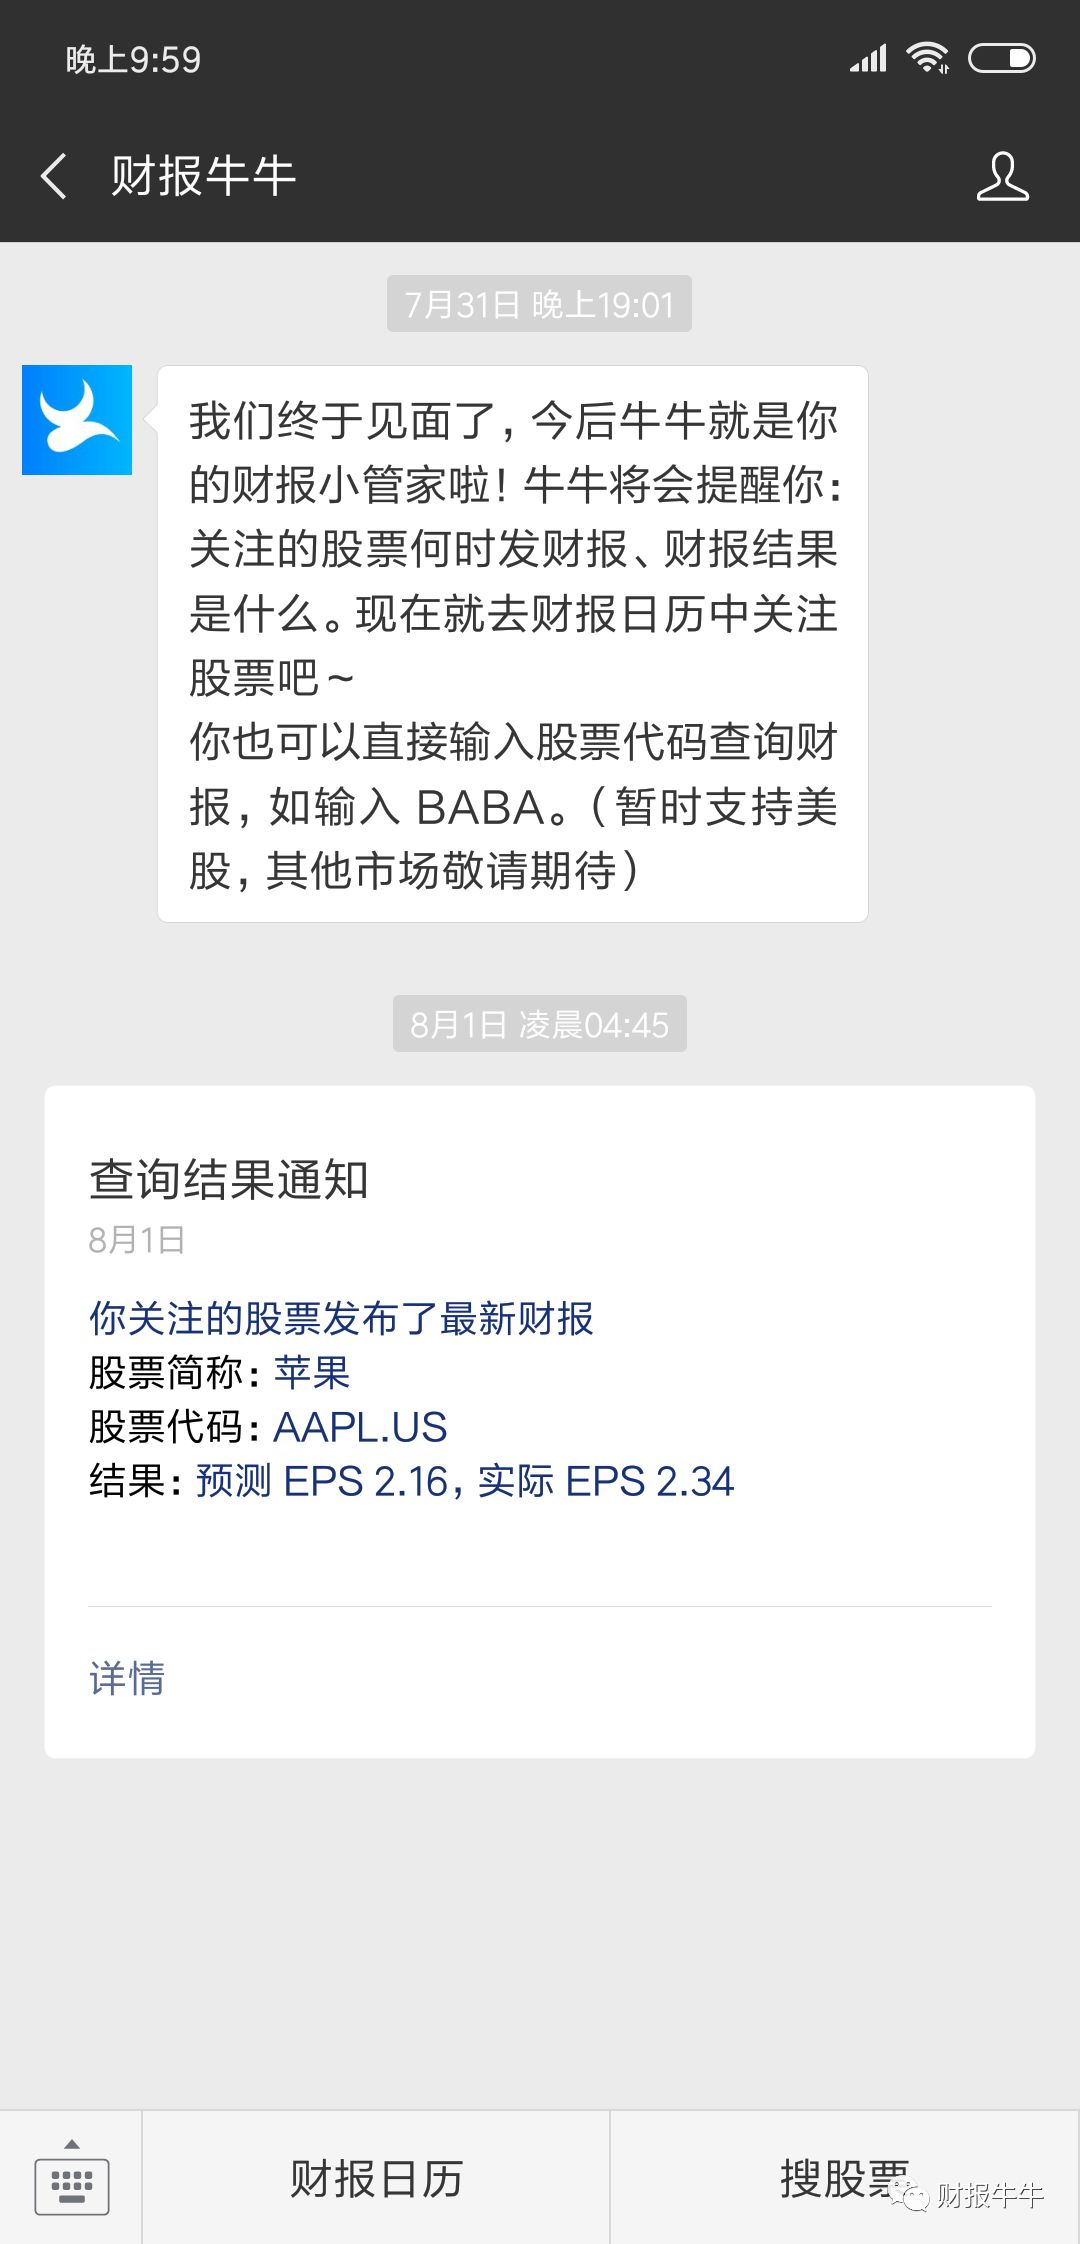 晚上9:59
财报牛牛
7月31日 晚上19:01
我们终于见面了，今后牛牛就是你
的财报小管家啦！牛牛将会提醒你：
关注的股票何时发财报、财报结果
是什么。现在就去财报日历中关注
股票吧～
你也可以直接输入股票代码查询财
报，如输入 BABA。（暂时支持美
股，其他市场敬请期待）
8月1日 凌晨04:45
查询结果通知
8月1日
你关注的股票发布了最新财报
股票简称：苹果
股票代码：AAPL.US
结果：预测 EPS 2.16，实际 EPS 2.34
详情
财报日历
搜股票
财报牛牛